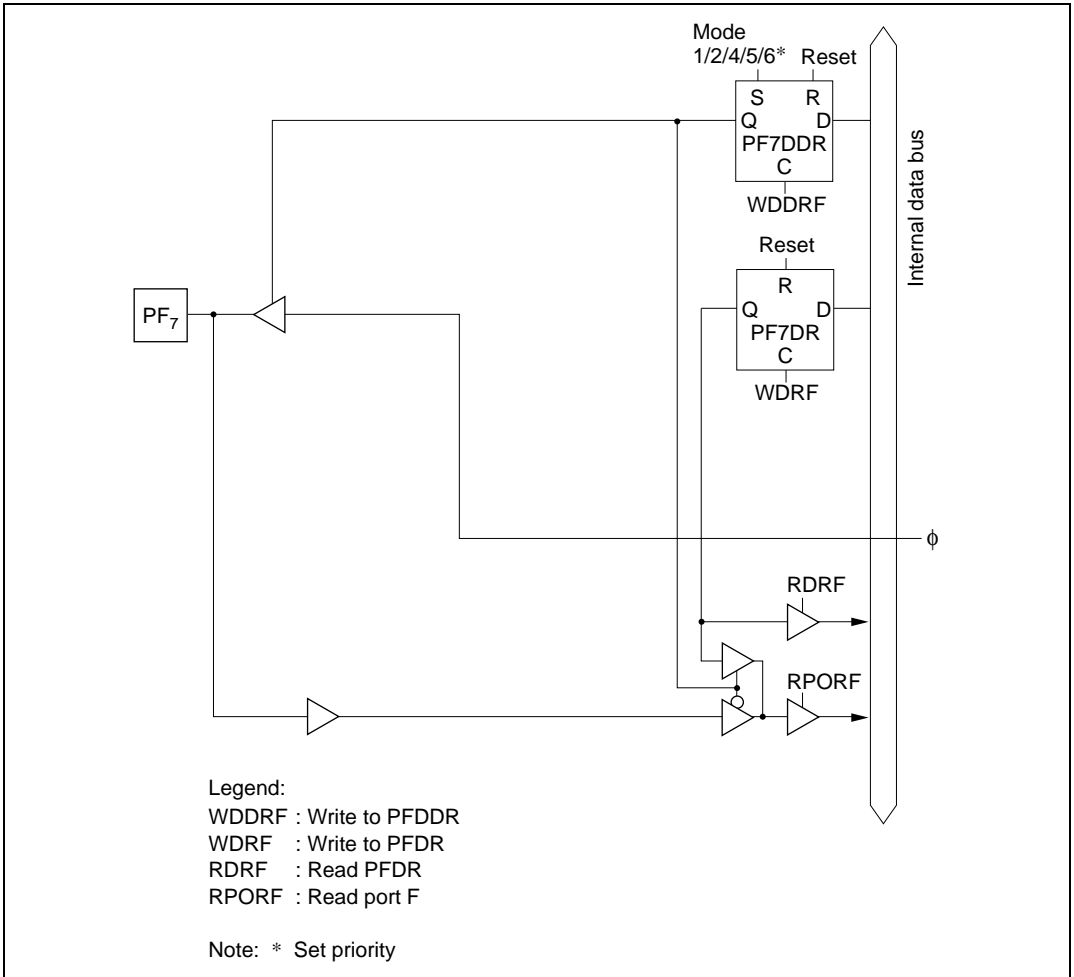 Mode
1/2/4/5/6* Reset
S R
Q D
PF7DDR
C
WDDRF
Internal data bus
Reset
R
Q D
PF7DR
C
WDRF
PF7
ϕ
RDRF
RPORF
Legend:
WDDRF : Write to PFDDR
WDRF : Write to PFDR
RDRF : Read PFDR
RPORF : Read port F
Note: * Set priority